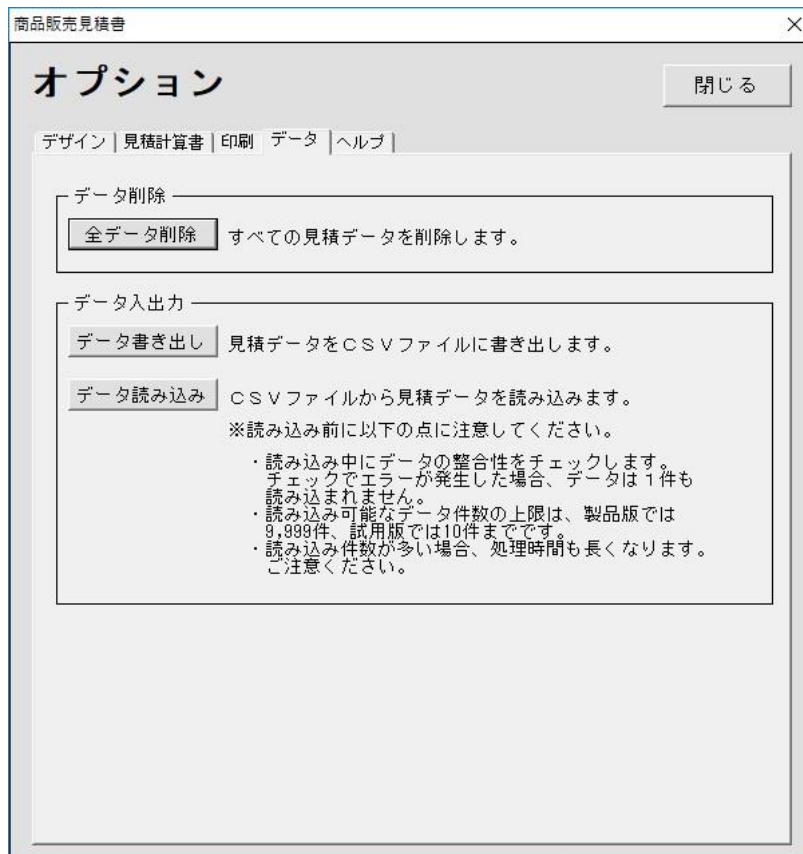 商品販売見積書
オプション
閉じる
デザイン
見積計算書
印刷
データ
ヘルプ
データ削除
全データ削除
すべての見積データを削除します。
データ入出力
データ書き出し
見積データをＣＳＶファイルに書き出します。
データ読み込み
ＣＳＶファイルから見積データを読み込みます。
※読み込み前に以下の点に注意してください。
・読み込み中にデータの整合性をチェックします。
チェックでエラーが発生した場合、データは１件も
読み込まれません。
・読み込み可能なデータ件数の上限は、製品版では
9,999件、試用版では10件までです。
・読み込み件数が多い場合、処理時間も長くなります。
ご注意ください。